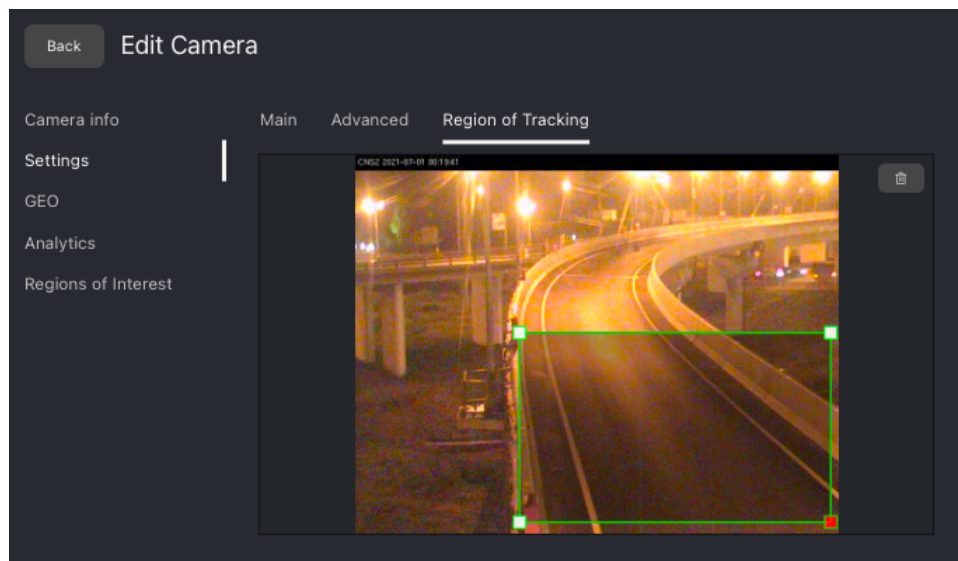 Back
Edit Camera
Camera info
Settings
GEO
Analytics
Regions of Interest
Main
Advanced
Region of Tracking
CNS2 2021-07-01 00:19:41